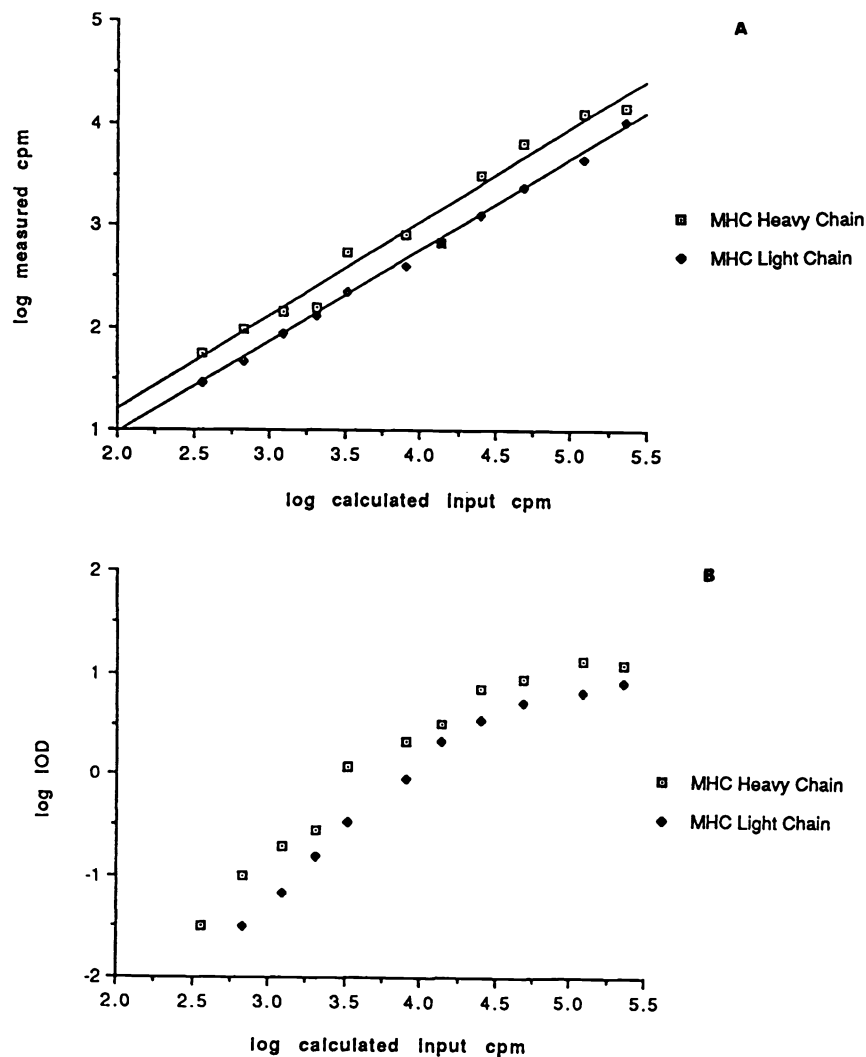 A
5
4
3
2
1
log measured cpm
2.0 2.5 3.0 3.5 4.0 4.5 5.0 5.5
log calculated Input cpm
MHC Heavy Chain
MHC Light Chain
B
2
1
0
-1
-2
log IOD
2.0 2.5 3.0 3.5 4.0 4.5 5.0 5.5
log calculated Input cpm
MHC Heavy Chain
MHC Light Chain